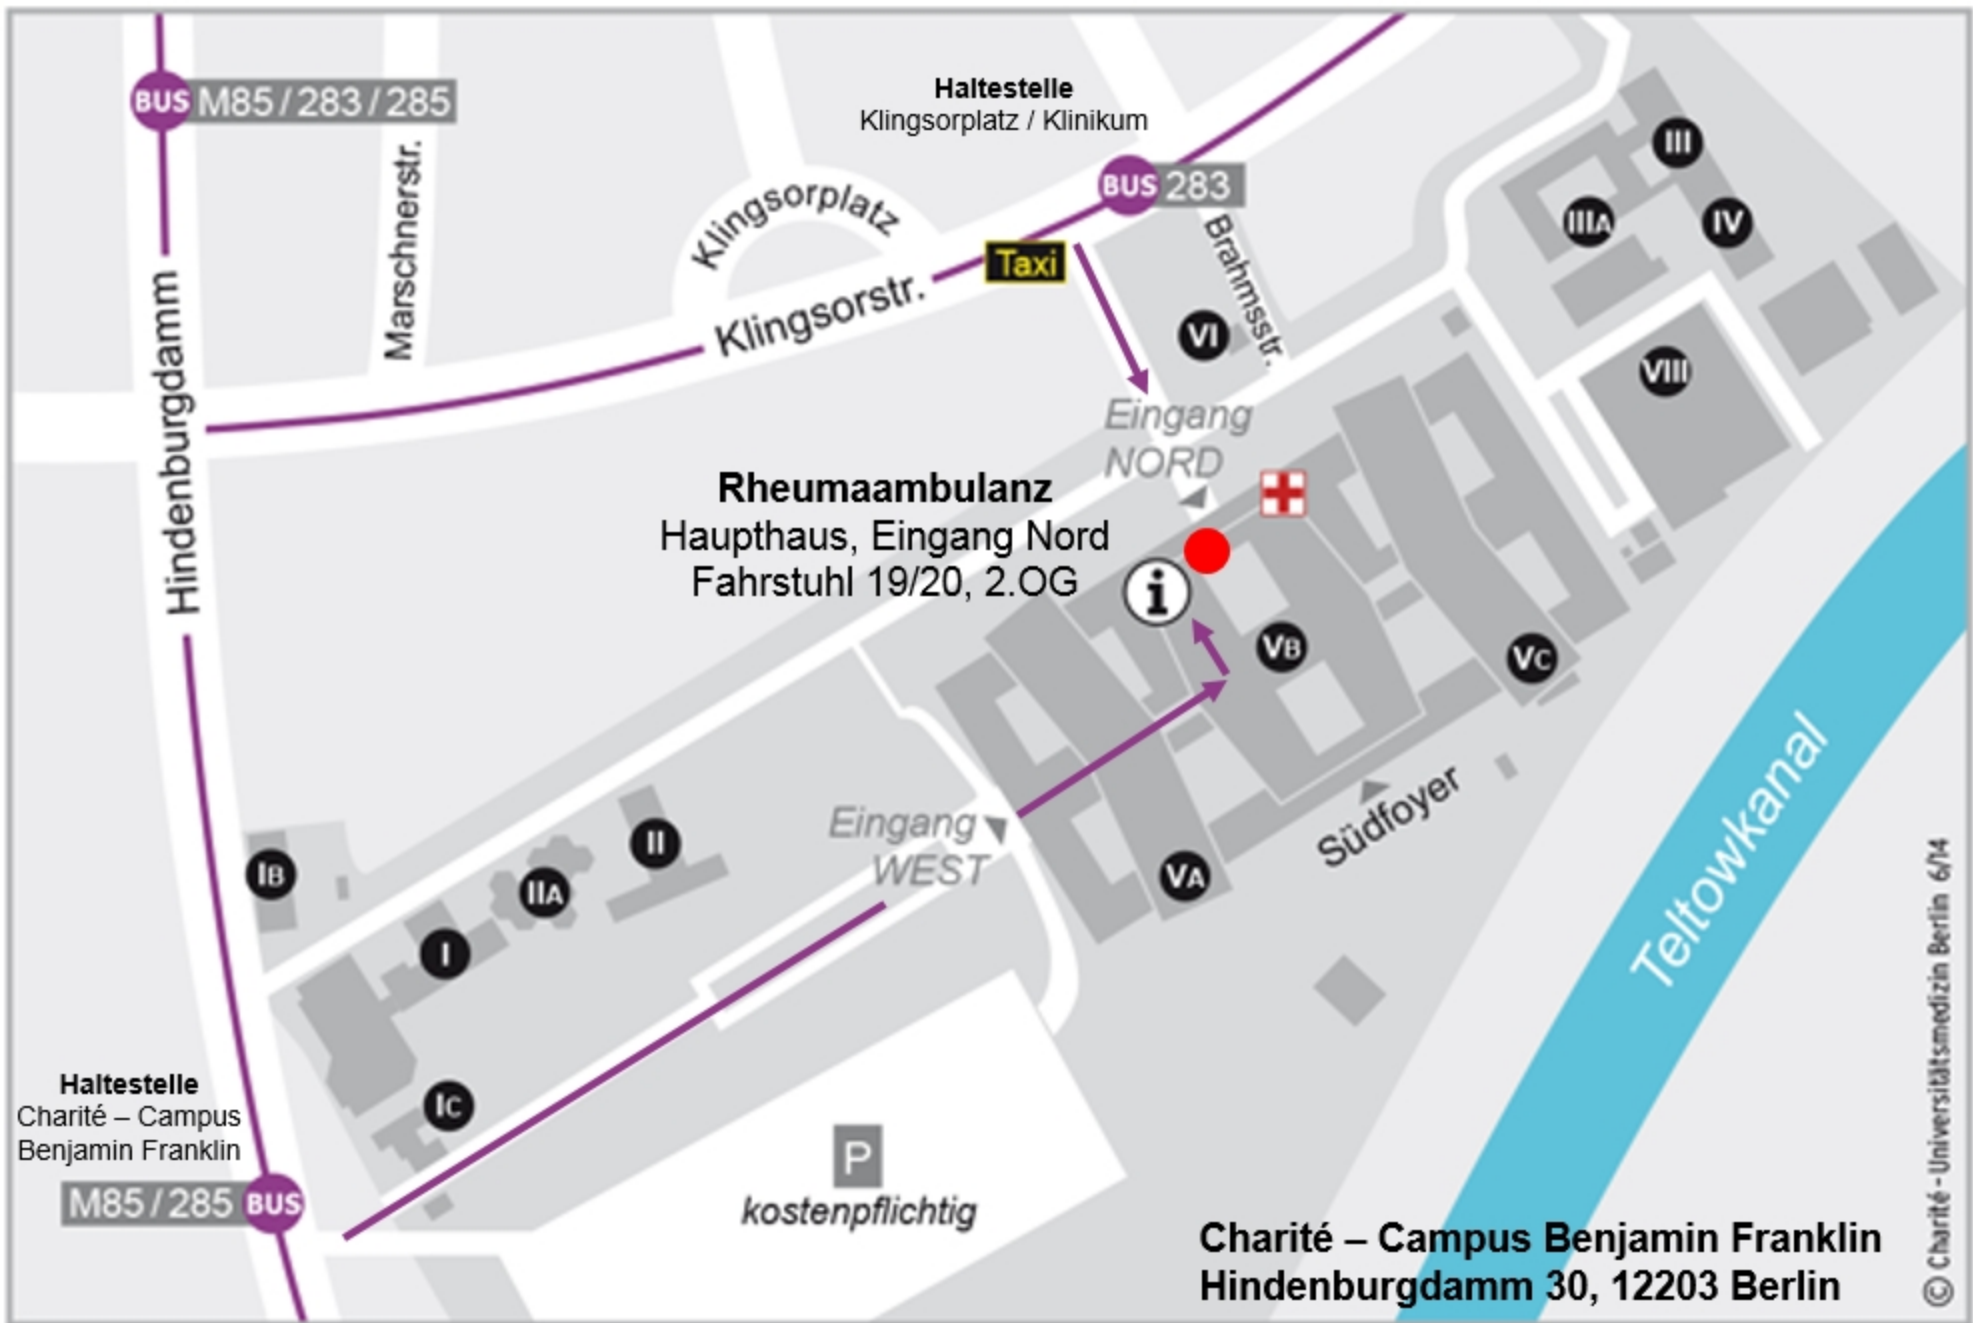 BUS M85 / 283 / 285
Haltestelle
Klingsorplatz / Klinikum
BUS 283
Marschnerstr.
Klingsorplatz
Taxi
Klingsorstr.
Brahmsstr.
Hindenburgdamm
III
IIIA
IV
VI
VIII
Eingang
NORD
Rheumaambulanz
Haupthaus, Eingang Nord
Fahrstuhl 19/20, 2.OG
i
VB
VC
Eingang
WEST
Südfoyer
VA
Teltowkanal
II
IB
IIA
I
IC
Haltestelle
Charité – Campus
Benjamin Franklin
M85 / 285 BUS
P
kostenpflichtig
Charité – Campus Benjamin Franklin
Hindenburgdamm 30, 12203 Berlin
© Charité - Universitätsmedizin Berlin 6/14